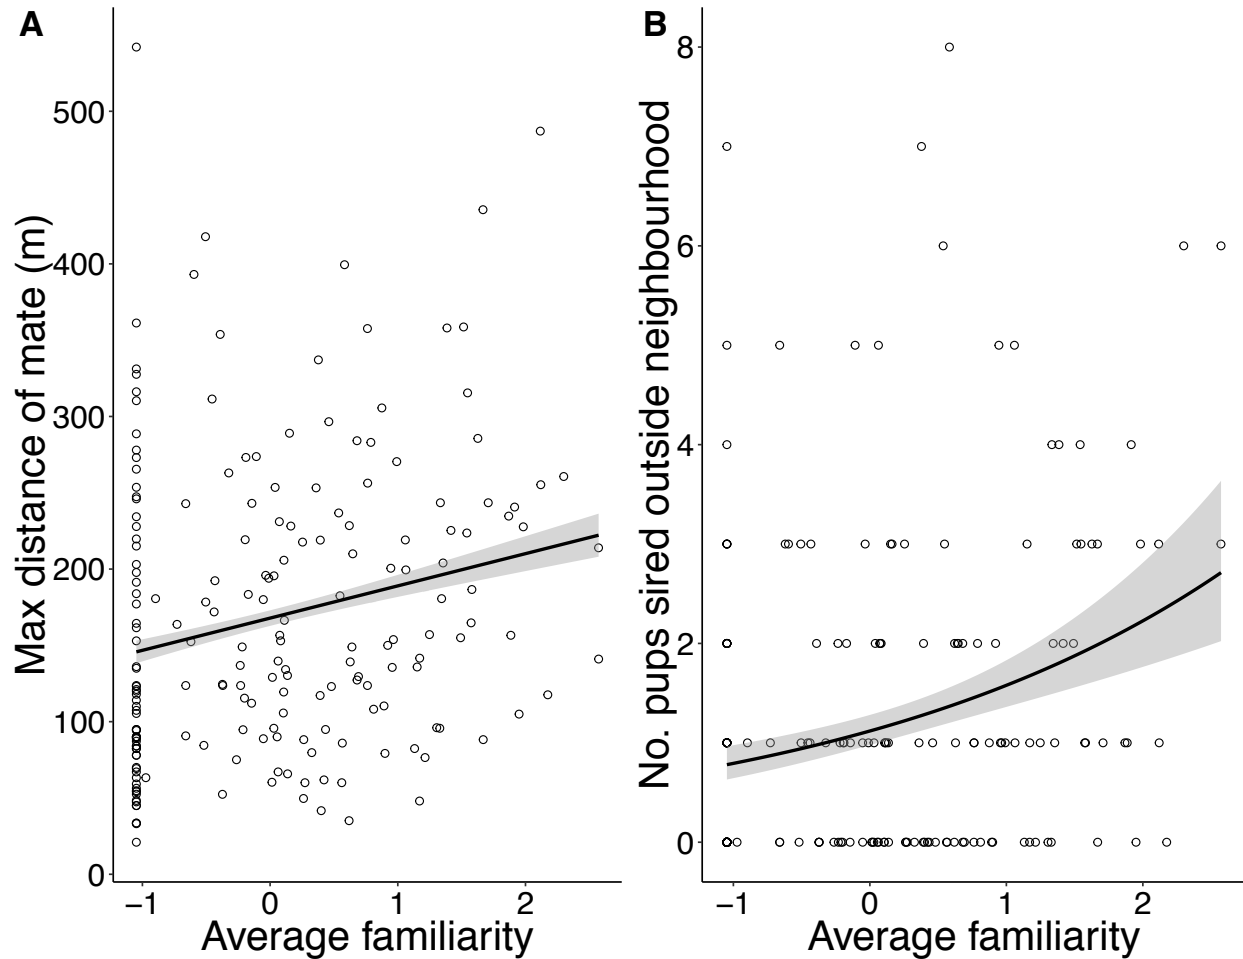 A
Max distance of mate (m)
500
400
300
200
100
0
−1 0 1 2
Average familiarity
B
No. pups sired outside neighbourhood
8
6
4
2
0
−1 0 1 2
Average familiarity